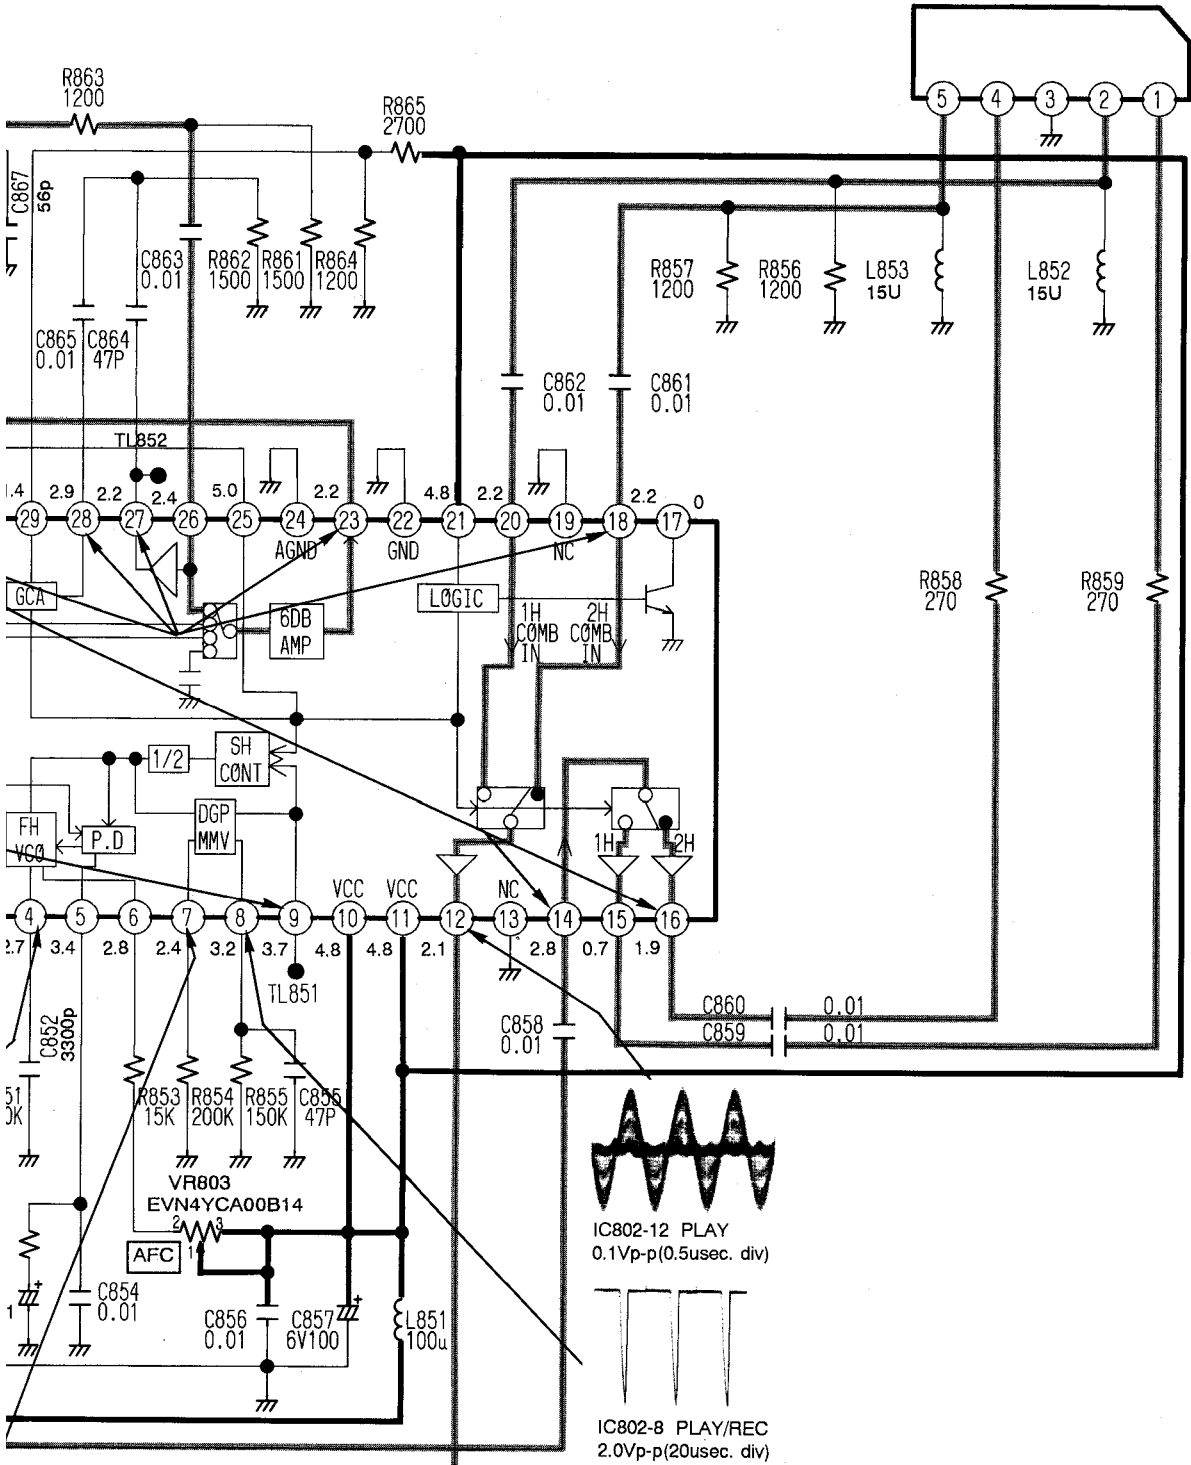 5 4 3 2 1
R863
1200
R865
2700
C867
56p
C863
0.01
R862
1500
R861
1500
R864
1200
C865
0.01
C864
47P
R857
1200
R856
1200
L853
15U
L852
15U
C862
0.01
C861
0.01
TL852
2.9 2.2 2.4 5.0 2.2 4.8 2.2 2.2 0
29 28 27 26 25 24 23 22 21 20 19 18 17
AGND GND NC
GCA
LOGIC
6DB
AMP
1H
COMB
IN
2H
COMB
IN
R858
270
R859
270
1/2
SH
CONT
DGP
MMV
FH
VCO
P.D
1H 2H
VCC VCC NC
4 5 6 7 8 9 10 11 12 13 14 15 16
2.7 3.4 2.8 2.4 3.2 3.7 4.8 4.8 2.1 2.8 0.7 1.9
TL851
C852
3300p
C858
0.01
C860 0.01
C859 0.01
R853
15K
R854
200K
R855
150K
C855
47P
VR803
EVN4YCA00B14
2 3
1
AFC
C854
0.01
C856
0.01
C857
6V100
L851
100u
IC802-12 PLAY
0.1Vp-p(0.5usec. div)
IC802-8 PLAY/REC
2.0Vp-p(20usec. div)